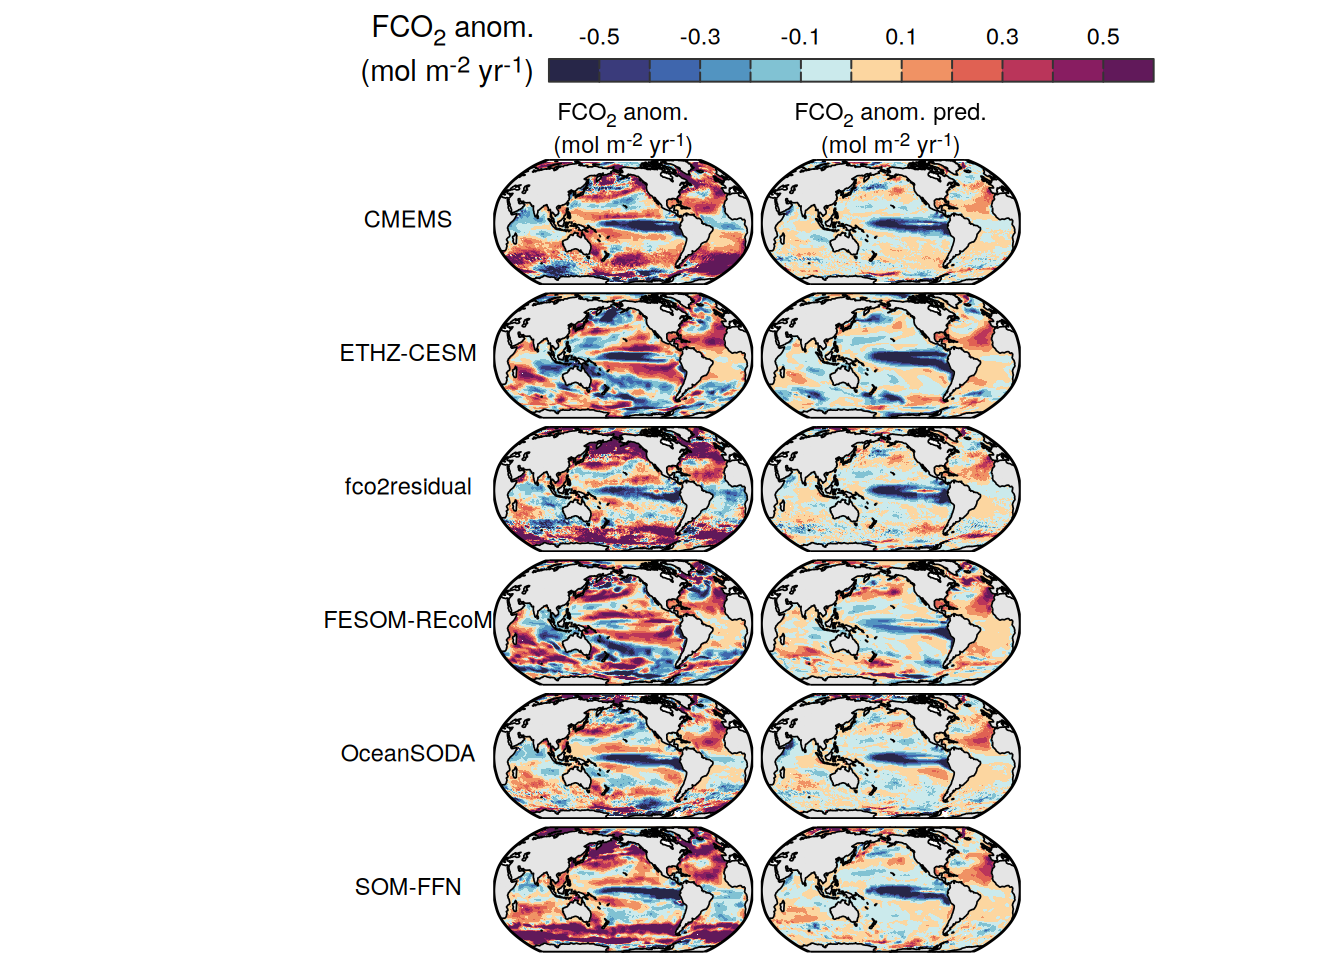 FCO2 anom.
(mol m-2 yr-1)
-0.5 -0.3 -0.1 0.1 0.3 0.5
FCO2 anom. FCO2 anom. pred.
(mol m-2 yr-1) (mol m-2 yr-1)
CMEMS
ETHZ-CESM
fco2residual
FESOM-REcoM
OceanSODA
SOM-FFN